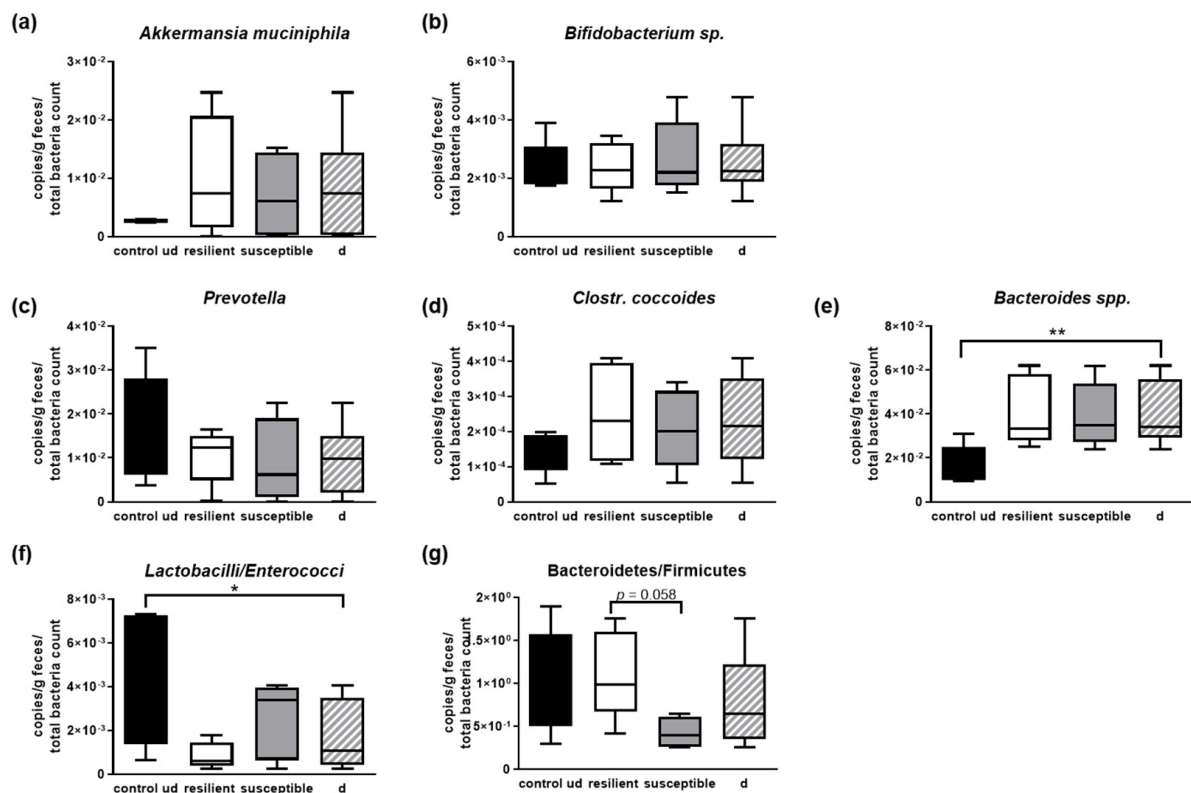 (a)
Akkermansia muciniphila
copies/g feces/
total bacteria count
3×10⁻²
2×10⁻²
1×10⁻²
0
control ud resilient susceptible d
(b)
Bifidobacterium sp.
copies/g feces/
total bacteria count
6×10⁻³
4×10⁻³
2×10⁻³
0
control ud resilient susceptible d
(c)
Prevotella
copies/g feces/
total bacteria count
4×10⁻²
3×10⁻²
2×10⁻²
1×10⁻²
0
control ud resilient susceptible d
(d)
Clostr. coccoides
copies/g feces/
total bacteria count
5×10⁻⁴
4×10⁻⁴
3×10⁻⁴
2×10⁻⁴
1×10⁻⁴
0
control ud resilient susceptible d
(e)
Bacteroides spp.
**
copies/g feces/
total bacteria count
8×10⁻²
6×10⁻²
4×10⁻²
2×10⁻²
0
control ud resilient susceptible d
(f)
Lactobacilli/Enterococci
*
copies/g feces/
total bacteria count
8×10⁻³
6×10⁻³
4×10⁻³
2×10⁻³
0
control ud resilient susceptible d
(g)
Bacteroidetes/Firmicutes
p = 0.058
copies/g feces/
total bacteria count
2×10⁰
1.5×10⁰
1×10⁰
5×10⁻¹
0
control ud resilient susceptible d